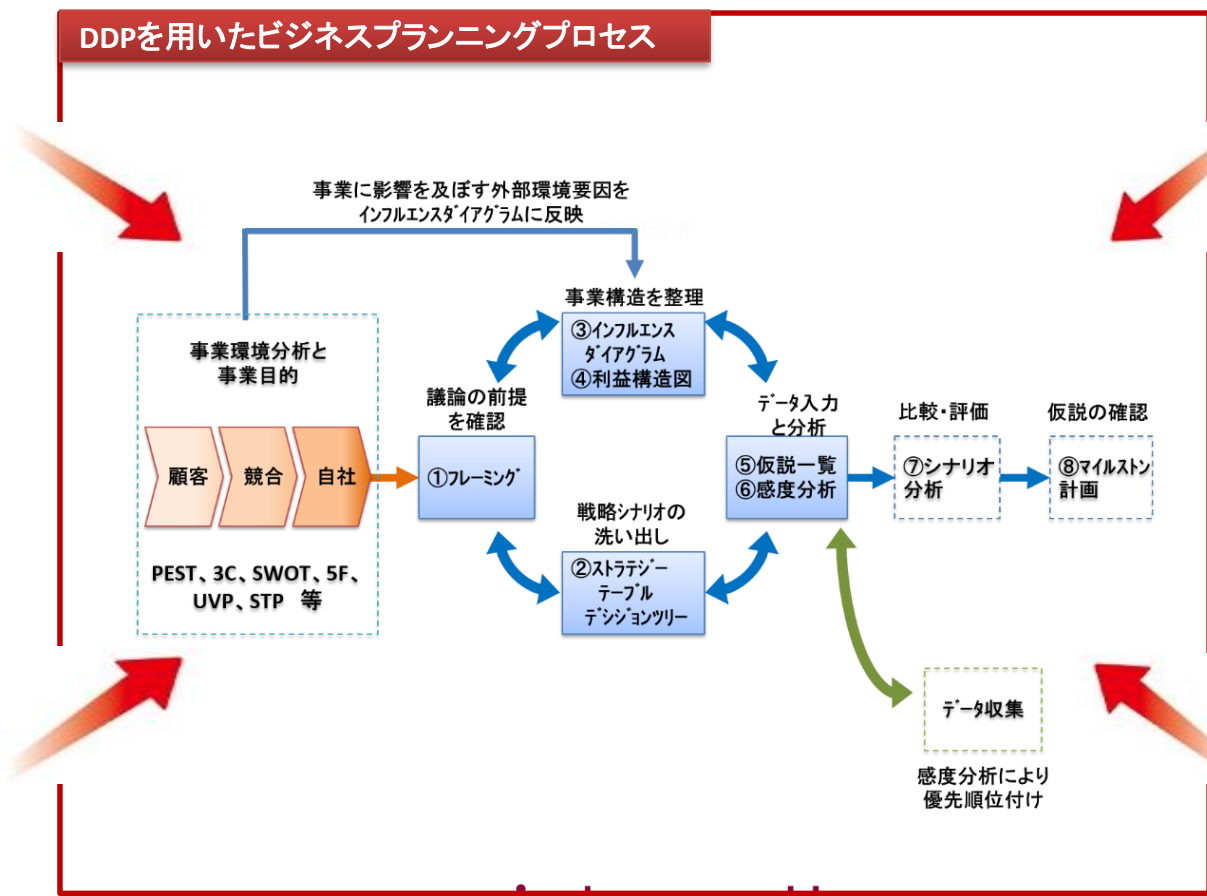 DDPを用いたビジネスプランニングプロセス
事業に影響を及ぼす外部環境要因を
ｲﾝﾌﾙｴﾝｽﾀﾞｲｱｸﾞﾗﾑに反映
事業環境分析と
事業目的
顧客
競合
自社
PEST、3C、SWOT、5F、
UVP、STP 等
議論の前提
を確認
①ﾌﾚｰﾐﾝｸﾞ
事業構造を整理
③ｲﾝﾌﾙｴﾝｽ
ﾀﾞｲｱｸﾞﾗﾑ
④利益構造図
戦略ｼﾅﾘｵの
洗い出し
②ｽﾄﾗﾃｼﾞｰ
ﾃｰﾌﾞﾙ
ﾃﾞｼｼﾞｮﾝﾂﾘｰ
ﾃﾞｰﾀ入力
と分析
⑤仮説一覧
⑥感度分析
比較・評価
⑦シナリオ
分析
仮説の確認
⑧ﾏｲﾙｽﾄﾝ
計画
ﾃﾞｰﾀ収集
感度分析により
優先順位付け